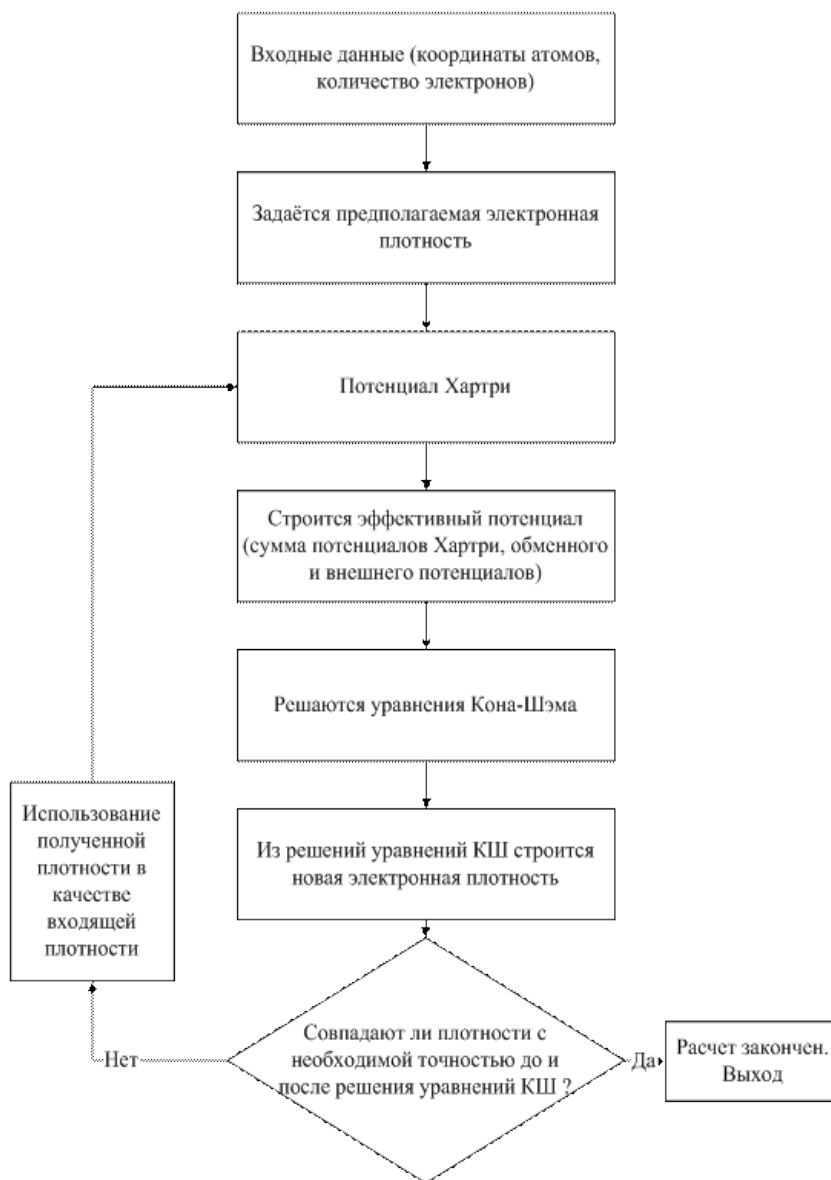 Входные данные (координаты атомов,
количество электронов)
Задаётся предполагаемая электронная
плотность
Потенциал Хартри
Строится эффективный потенциал
(сумма потенциалов Хартри, обменного
и внешнего потенциалов)
Решаются уравнения Кона-Шэма
Использование
полученной
плотности в
качестве
входящей
плотности
Из решений уравнений КШ строится
новая электронная плотность
Совпадают ли плотности с
необходимой точностью до и
после решения уравнений КШ ?
Нет
Да
Расчет закончен.
Выход